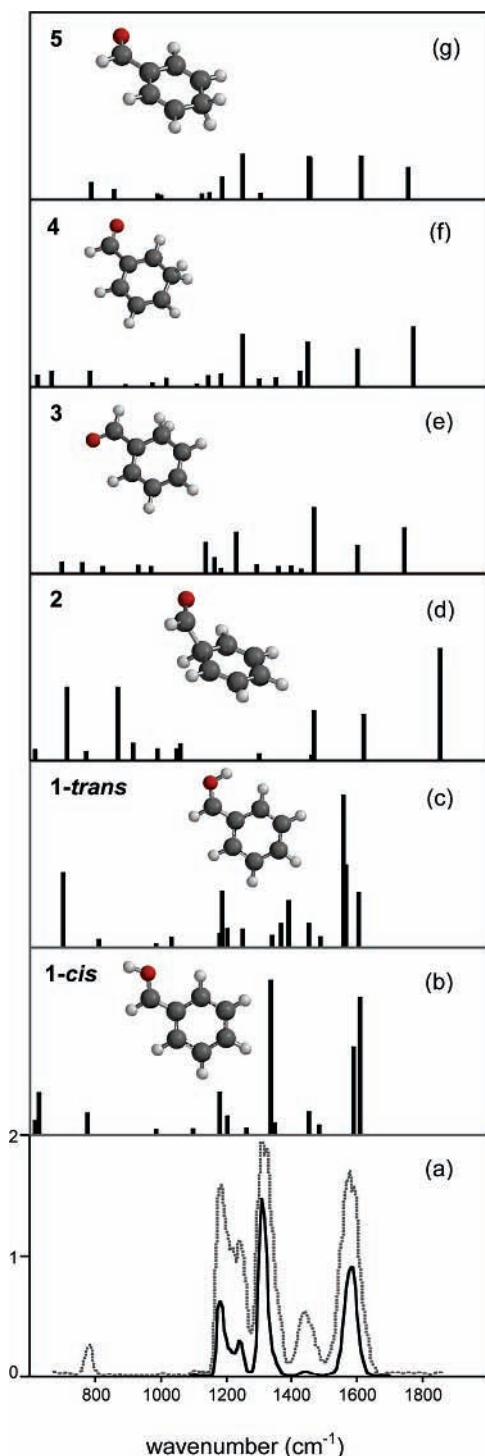 5 (g)
4 (f)
3 (e)
2 (d)
1-trans (c)
1-cis (b)
2 (a)
1
0
800 1000 1200 1400 1600 1800
wavenumber (cm-1)